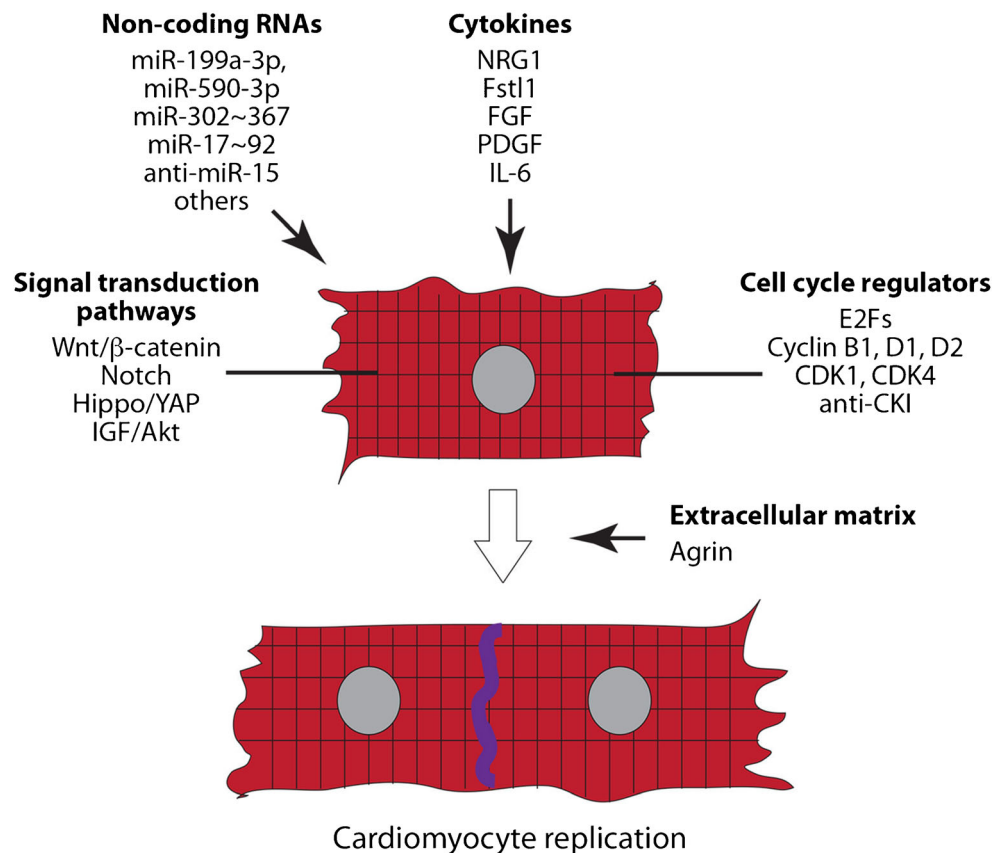 Non-coding RNAs
miR-199a-3p,
miR-590-3p
miR-302~367
miR-17~92
anti-miR-15
others
Cytokines
NRG1
Fstl1
FGF
PDGF
IL-6
Signal transduction
pathways
Wnt/β-catenin
Notch
Hippo/YAP
IGF/Akt
Cell cycle regulators
E2Fs
Cyclin B1, D1, D2
CDK1, CDK4
anti-CKI
Extracellular matrix
Agrin
Cardiomyocyte replication